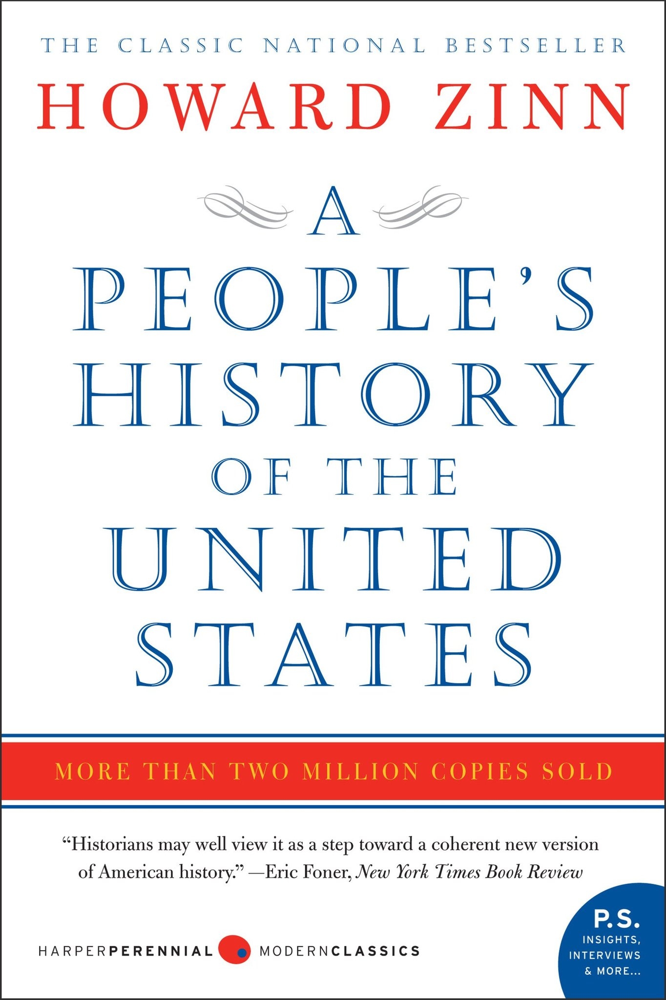 THE CLASSIC NATIONAL BESTSELLER
HOWARD ZINN
A
PEOPLE'S
HISTORY
OF THE
UNITED
STATES
MORE THAN TWO MILLION COPIES SOLD
“Historians may well view it as a step toward a coherent new version
of American history.” —Eric Foner, New York Times Book Review
HARPERPERENNIAL MODERNCLASSICS
P.S.
INSIGHTS,
INTERVIEWS
& MORE...